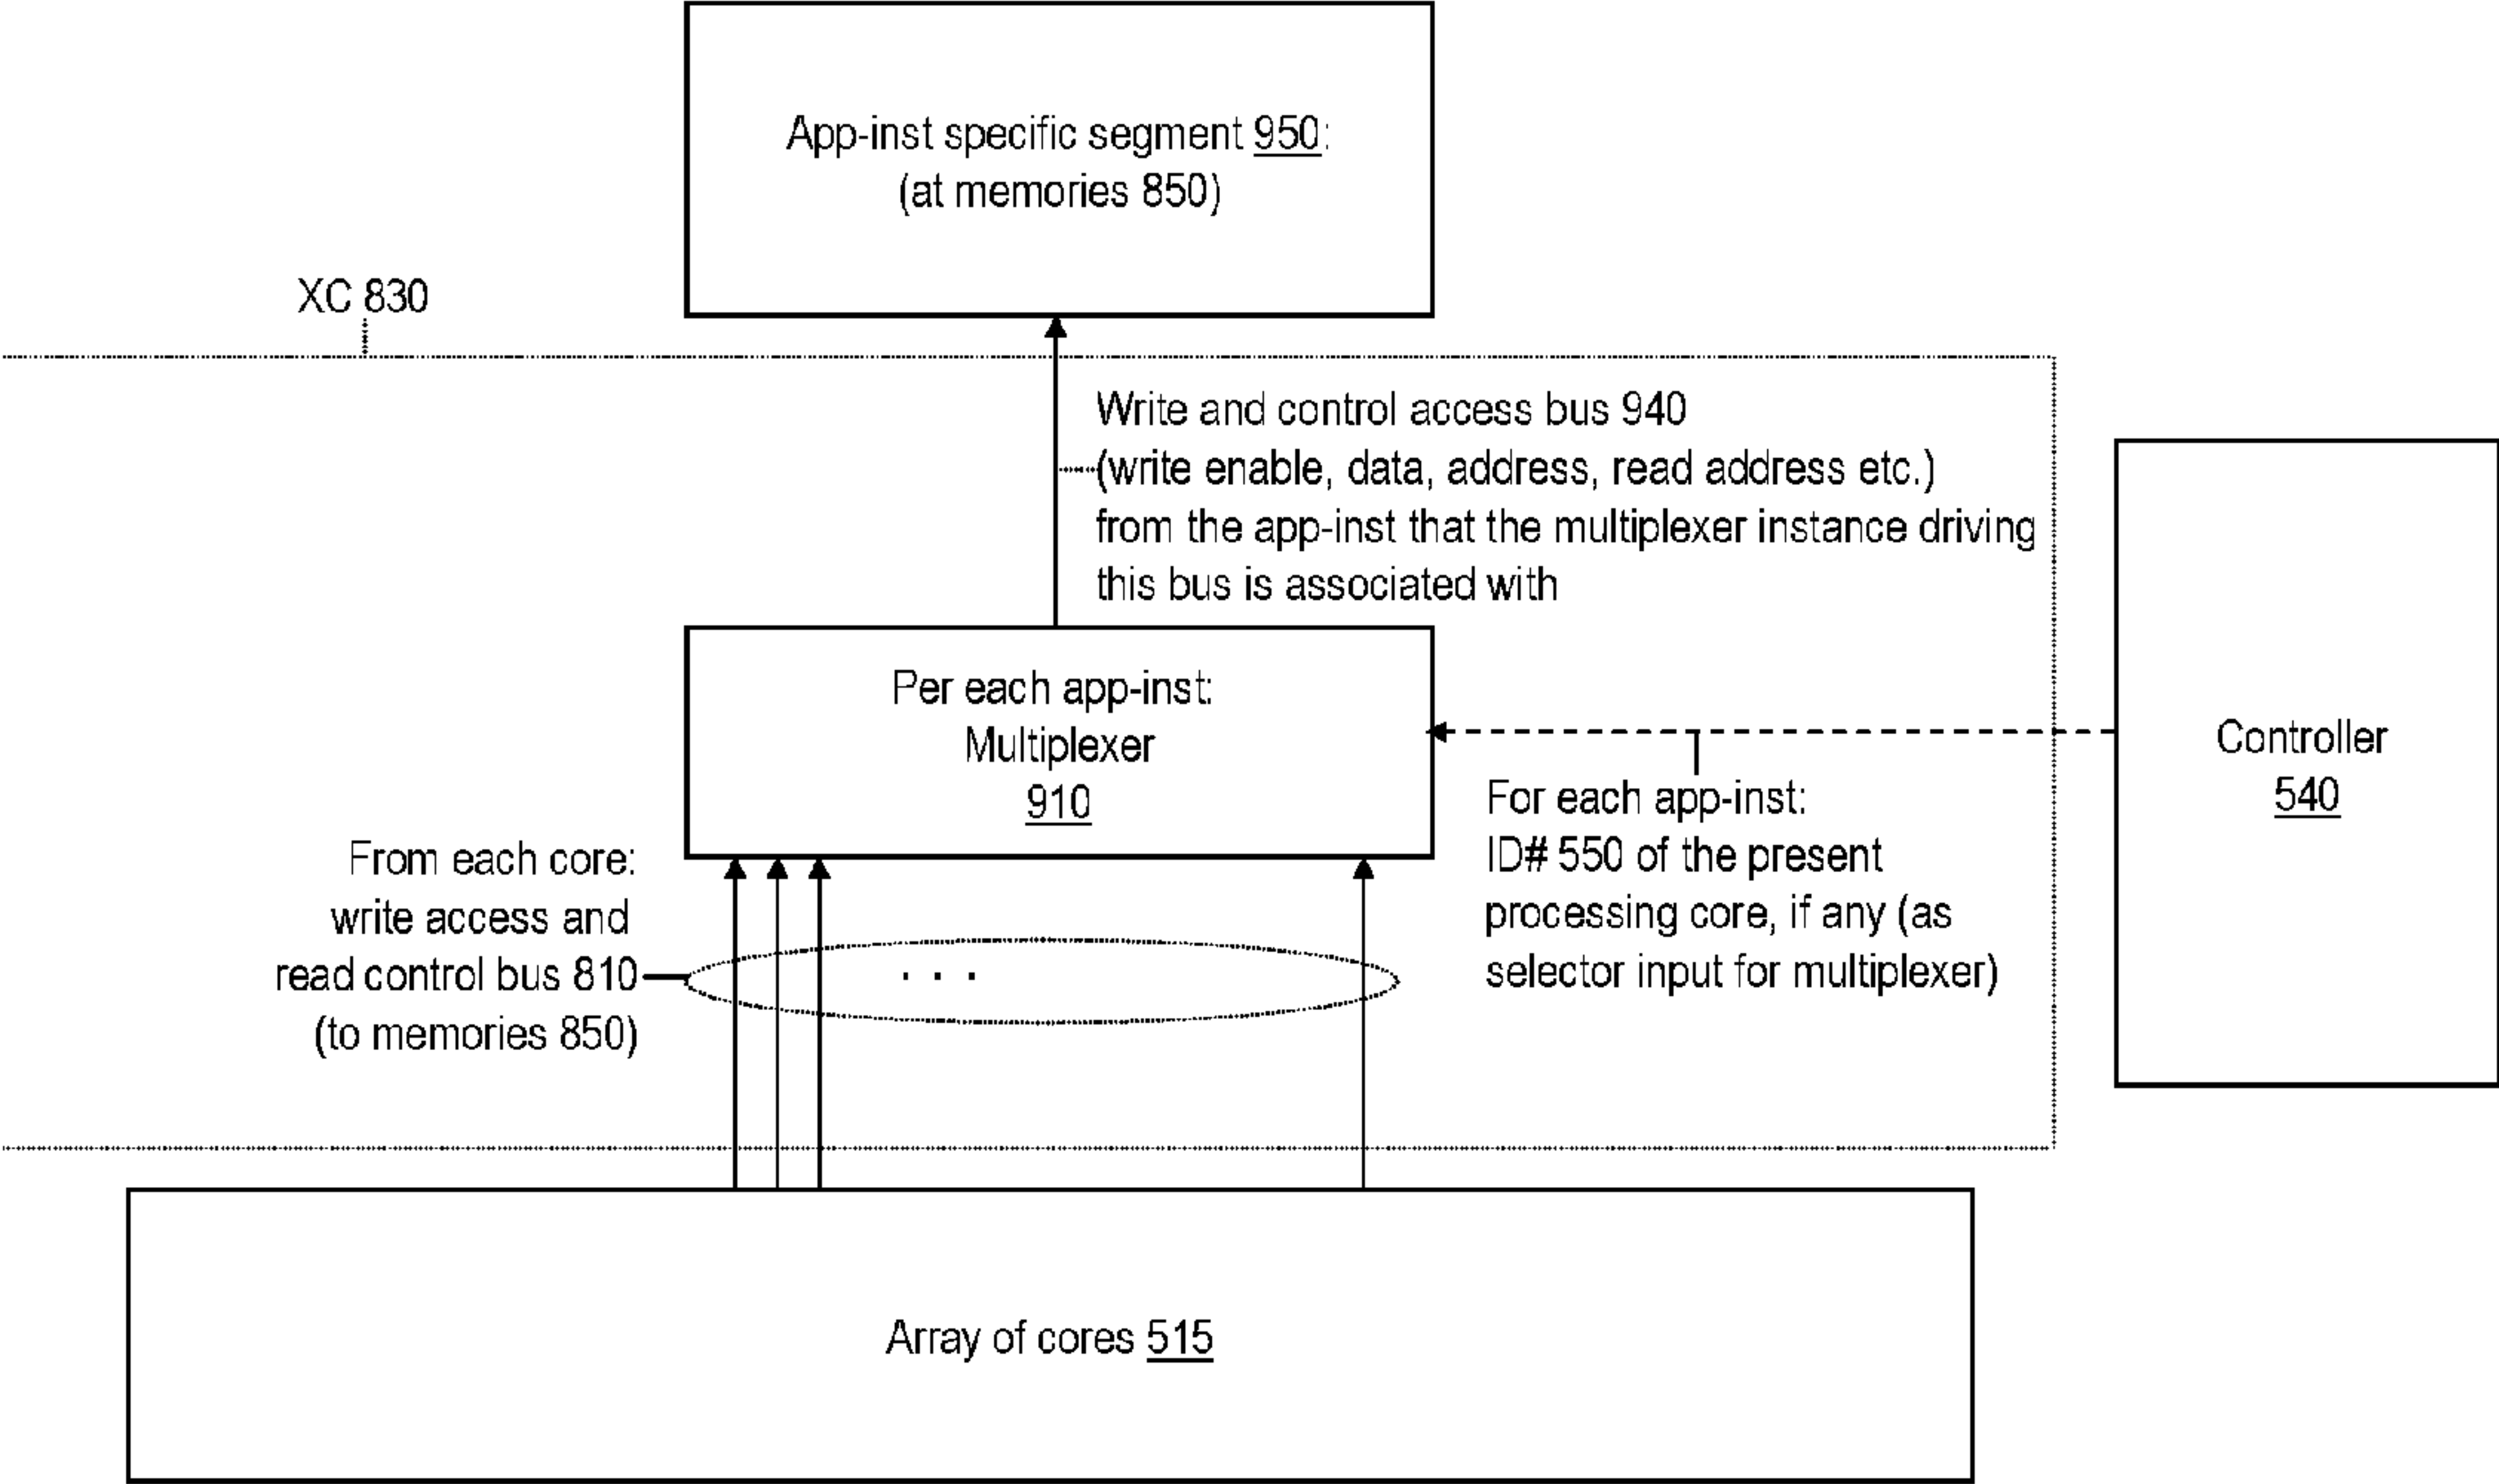 App-inst specific segment 950:
(at memories 850)
XC 830
Write and control access bus 940
(write enable, data, address, read address etc.)
from the app-inst that the multiplexer instance driving
this bus is associated with
Per each app-inst:
Multiplexer
910
Controller
540
For each app-inst:
ID# 550 of the present
processing core, if any (as
selector input for multiplexer)
From each core:
write access and
read control bus 810
(to memories 850)
. . .
Array of cores 515